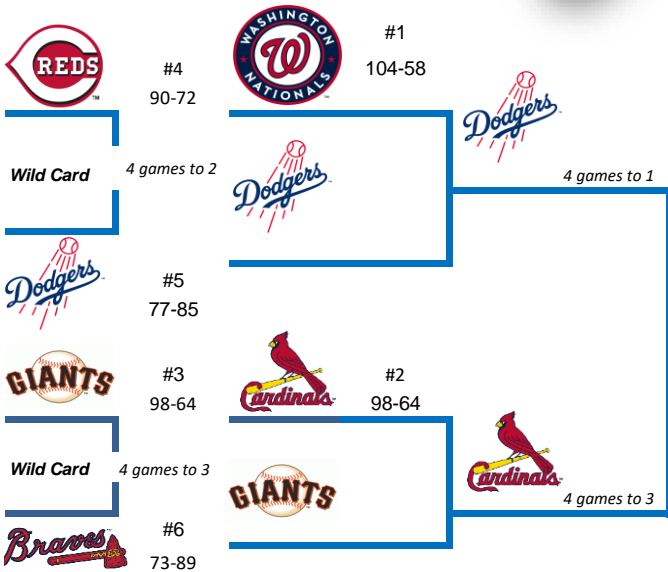 REDS
#4
90-72
WASHINGTON
W
NATIONALS
#1
104-58
Wild Card
4 games to 2
Dodgers
Dodgers
4 games to 1
Dodgers
#5
77-85
GIANTS
#3
98-64
Cardinals
#2
98-64
Wild Card
4 games to 3
GIANTS
Cardinals
4 games to 3
Braves
#6
73-89